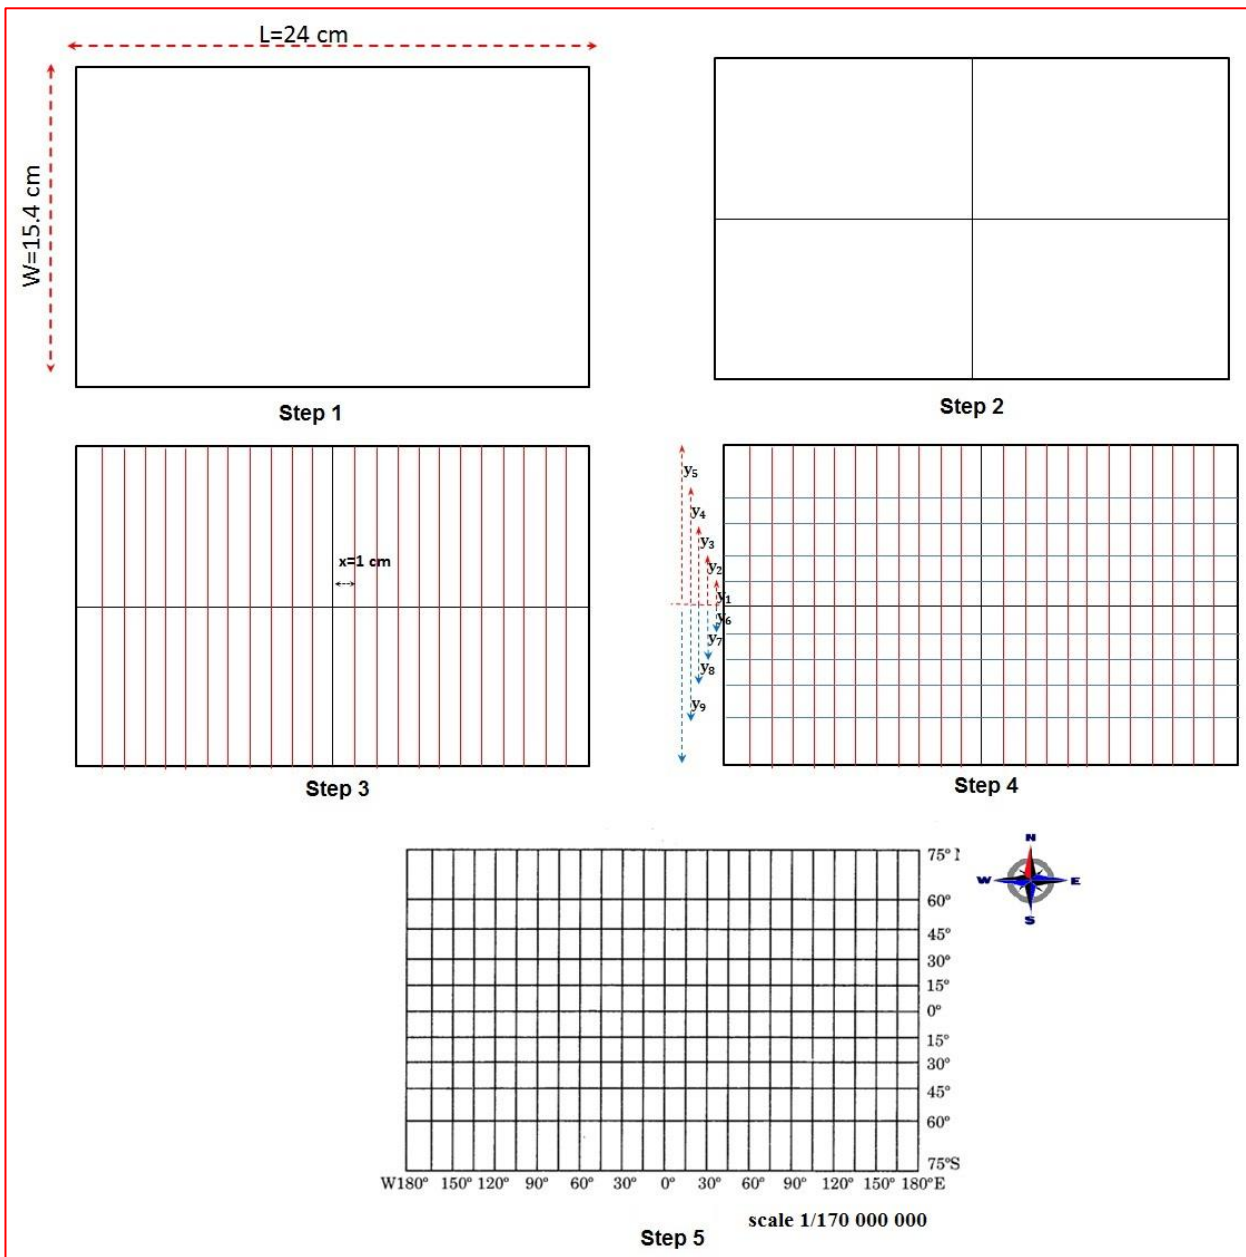 L=24 cm
W=15.4 cm
Step 1
Step 2
x=1 cm
Step 3
y₅
y₄
y₃
y₂
y₁
y₆
y₇
y₈
y₉
Step 4
75°
60°
45°
30°
15°
0°
15°
30°
45°
60°
75°S
W180° 150° 120° 90° 60° 30° 0° 30° 60° 90° 120° 150° 180°E
N
W E
S
scale 1/170 000 000
Step 5